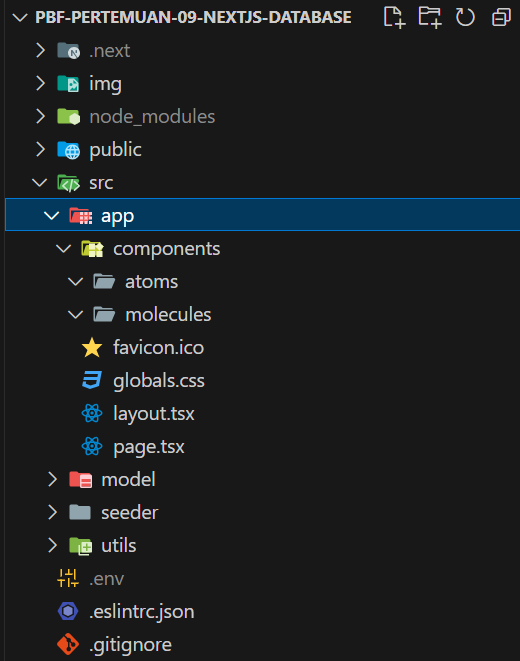 PBF-PERTEMUAN-09-NEXTJS-DATABASE
.next
img
node_modules
public
src
app
components
atoms
molecules
favicon.ico
globals.css
layout.tsx
page.tsx
model
seeder
utils
.env
.eslintrc.json
.gitignore